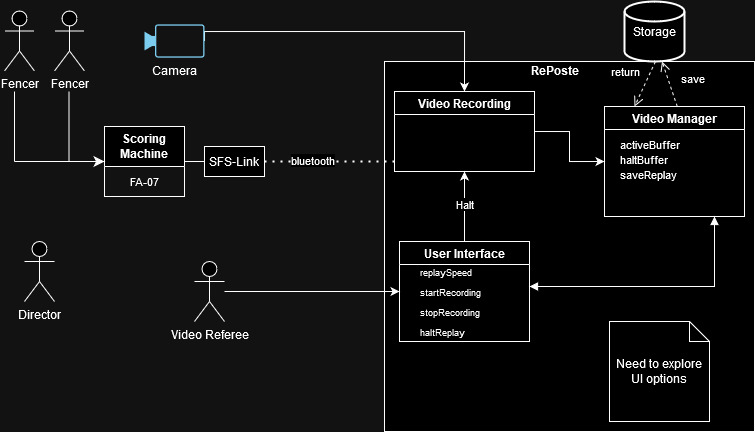 Storage
Fencer
Fencer
Camera
RePoste
return
save
Video Recording
Video Manager
activeBuffer
haltBuffer
saveReplay
Scoring
Machine
FA-07
SFS-Link
bluetooth
Halt
Director
Video Referee
User Interface
replaySpeed
startRecording
stopRecording
haltReplay
Need to explore
UI options